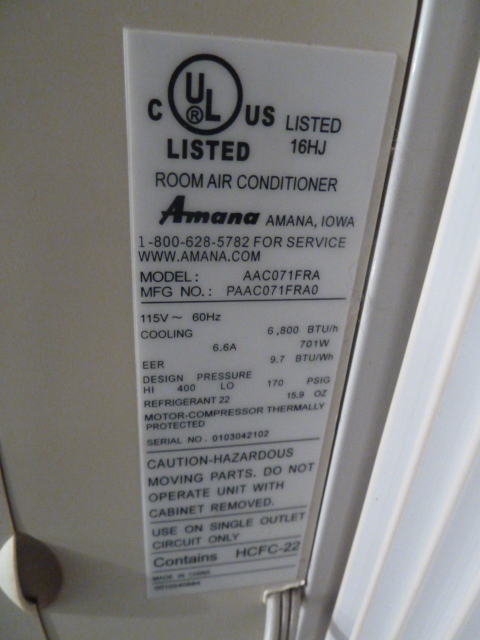 C UL® US LISTED
LISTED 16HJ
ROOM AIR CONDITIONER
Amana AMANA, IOWA
1-800-628-5782 FOR SERVICE
WWW.AMANA.COM
MODEL: AAC071FRA
MFG NO.: PAAC071FRA0
115V~ 60Hz
COOLING 6,800 BTU/h
6.6A 701W
EER 9.7 BTU/Wh
DESIGN PRESSURE
HI 400 LO 170 PSIG
REFRIGERANT 22 15.9 OZ
MOTOR-COMPRESSOR THERMALLY
PROTECTED
SERIAL NO. 0103042102
CAUTION-HAZARDOUS
MOVING PARTS. DO NOT
OPERATE UNIT WITH
CABINET REMOVED.
USE ON SINGLE OUTLET
CIRCUIT ONLY
Contains HCFC-22
MADE IN CHINA